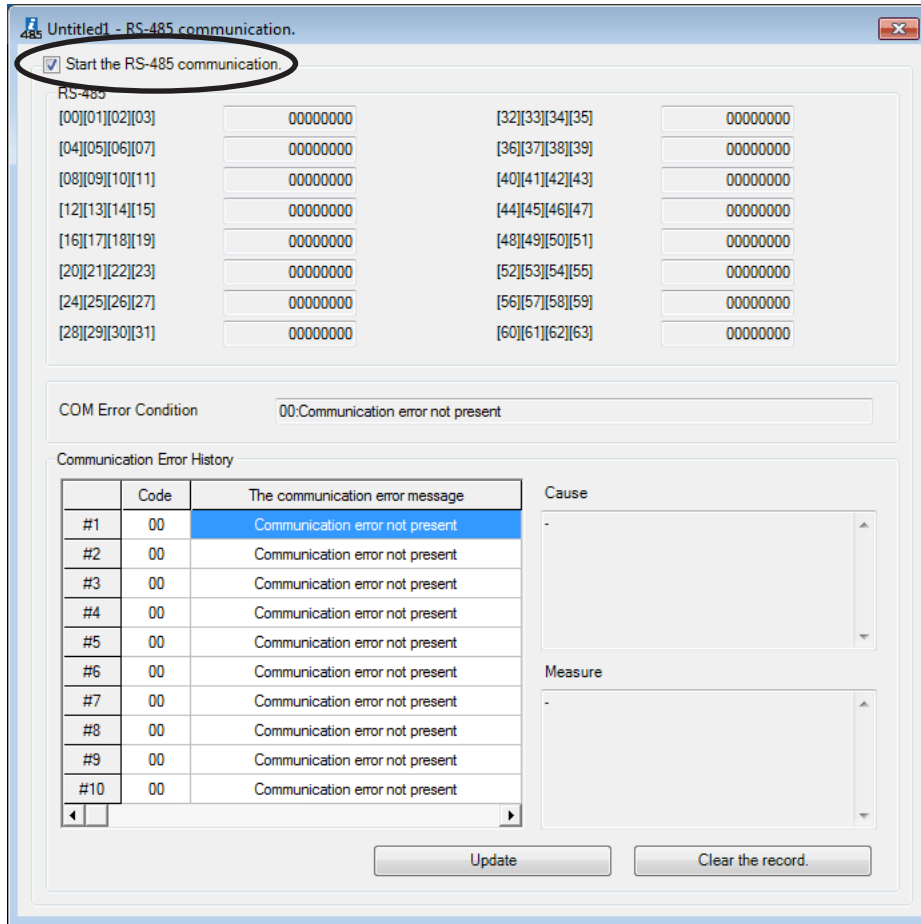 485 Untitled1 - RS-485 communication.
Start the RS-485 communication.
RS-485
[00][01][02][03] 00000000 [32][33][34][35] 00000000
[04][05][06][07] 00000000 [36][37][38][39] 00000000
[08][09][10][11] 00000000 [40][41][42][43] 00000000
[12][13][14][15] 00000000 [44][45][46][47] 00000000
[16][17][18][19] 00000000 [48][49][50][51] 00000000
[20][21][22][23] 00000000 [52][53][54][55] 00000000
[24][25][26][27] 00000000 [56][57][58][59] 00000000
[28][29][30][31] 00000000 [60][61][62][63] 00000000
COM Error Condition 00:Communication error not present
Communication Error History
Code The communication error message
#1 00 Communication error not present
#2 00 Communication error not present
#3 00 Communication error not present
#4 00 Communication error not present
#5 00 Communication error not present
#6 00 Communication error not present
#7 00 Communication error not present
#8 00 Communication error not present
#9 00 Communication error not present
#10 00 Communication error not present
Cause
-
Measure
-
Update Clear the record.